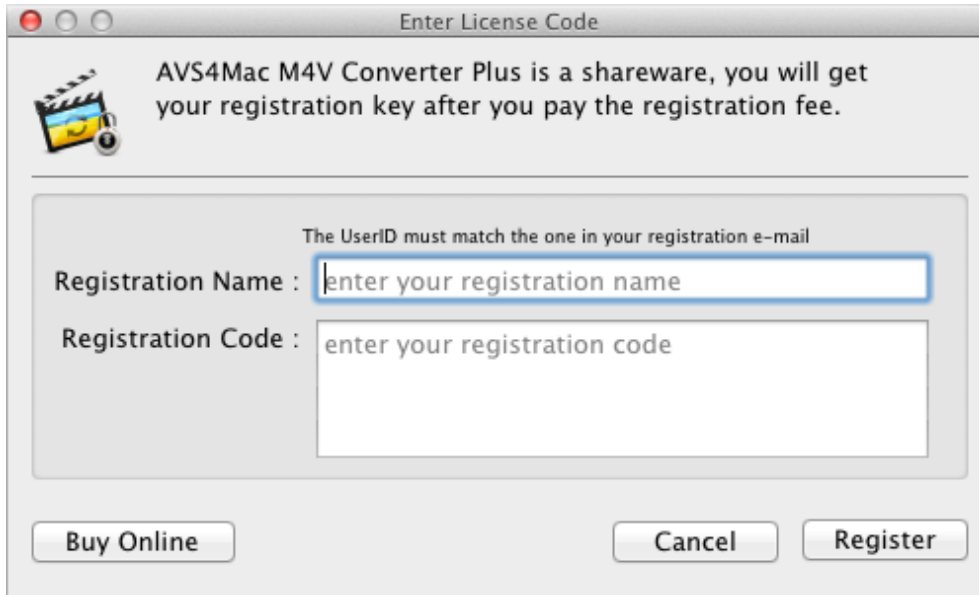 Enter License Code
AVS4Mac M4V Converter Plus is a shareware, you will get
your registration key after you pay the registration fee.
The UserID must match the one in your registration e-mail
Registration Name : enter your registration name
Registration Code : enter your registration code
Buy Online Cancel Register